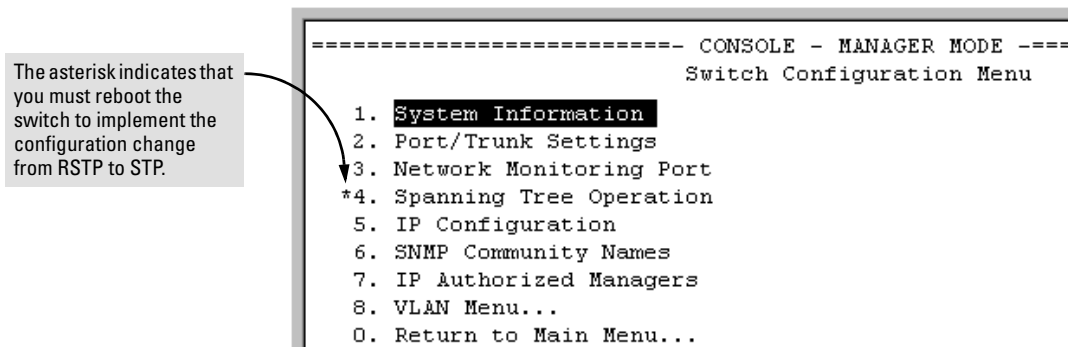 The asterisk indicates that
you must reboot the
switch to implement the
configuration change
from RSTP to STP.
==========================- CONSOLE - MANAGER MODE -===
Switch Configuration Menu
1. System Information
2. Port/Trunk Settings
3. Network Monitoring Port
*4. Spanning Tree Operation
5. IP Configuration
6. SNMP Community Names
7. IP Authorized Managers
8. VLAN Menu...
0. Return to Main Menu...